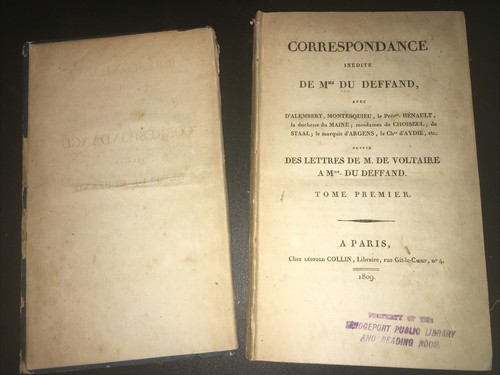 CORRESPONDANCE
INÉDITE
DE Mme DU DEFFAND,
AVEC
D'ALEMBERT, MONTESQUIEU, le Prést. HÉNAULT,
la duchesse du MAINE; mesdames de CHOISEUL, de
STAAL; le marquis d'ARGENS, le Cher d'AYDIE, etc.
SUIVIE
DES LETTRES DE M. DE VOLTAIRE
A Mme DU DEFFAND.
TOME PREMIER.
A PARIS,
Chez LÉOPOLD COLLIN, Libraire, rue Gît-le-Cœur, n° 4.
1809.
PROPERTY OF THE
BRIDGEPORT PUBLIC LIBRARY
AND READING ROOM.